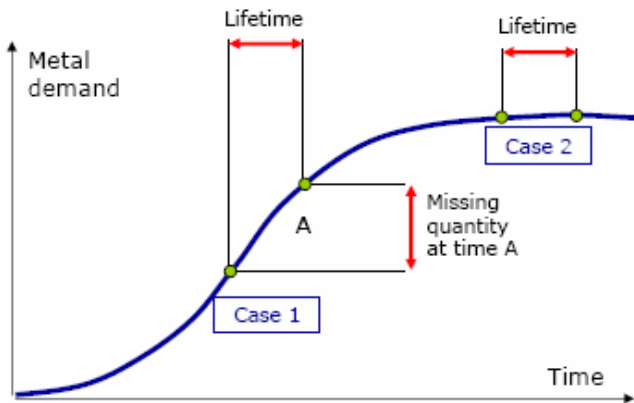 Lifetime
Lifetime
Metal
demand
Case 2
A
Missing
quantity
at time A
Case 1
Time